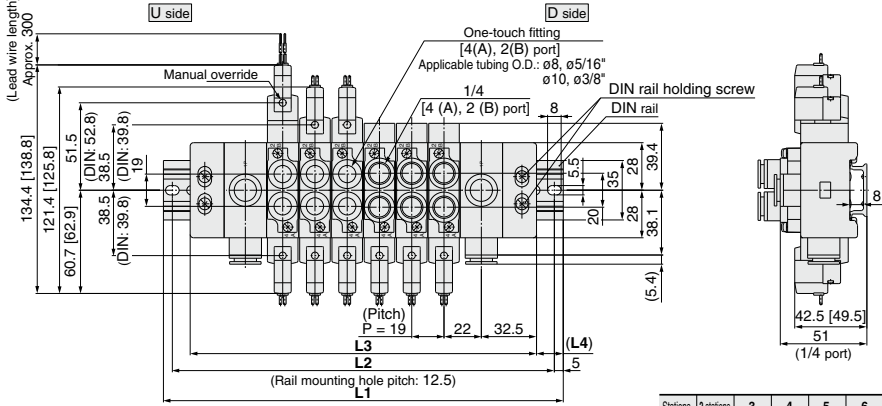 U side
D side
(Lead wire length)
Approx. 300
One-touch fitting
[4(A), 2(B) port]
Applicable tubing O.D.: ø8, ø5/16"
ø10, ø3/8"
Manual override
1/4
[4 (A), 2 (B) port]
DIN rail holding screw
DIN rail
8
134.4 [138.8]
121.4 [125.8]
60.7 [62.9]
51.5
(DIN: 52.8)
38.5
(DIN: 39.8)
19
38.5
(DIN: 39.8)
5.5
35
20
28
28
39.4
38.1
(5.4)
8
(Pitch)
P = 19
22
32.5
L3
(L4)
L2
5
(Rail mounting hole pitch: 12.5)
L1
42.5 [49.5]
51
(1/4 port)
Stations 2 stations 3 4 5 6